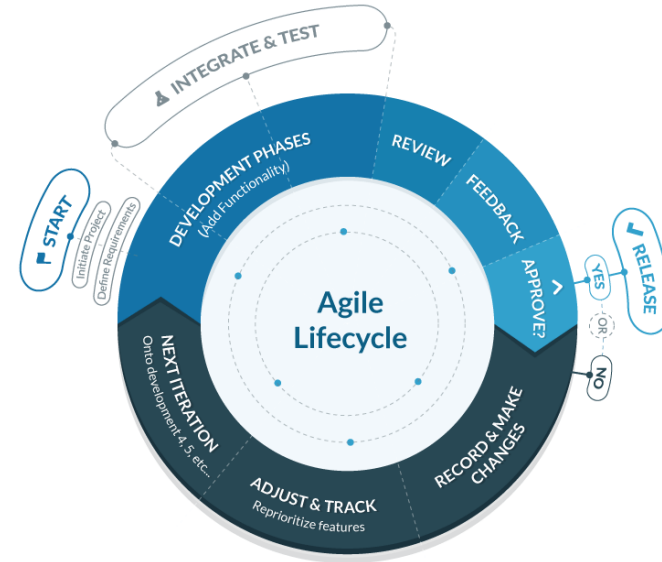 INTEGRATE & TEST
START
Initiate Project
Define Requirements
DEVELOPMENT PHASES
(Add Functionality)
REVIEW
FEEDBACK
APPROVE?
YES
RELEASE
OR
NO
RECORD & MAKE
CHANGES
ADJUST & TRACK
Reprioritize features
NEXT ITERATION
Onto development 4, 5, etc...
Agile
Lifecycle